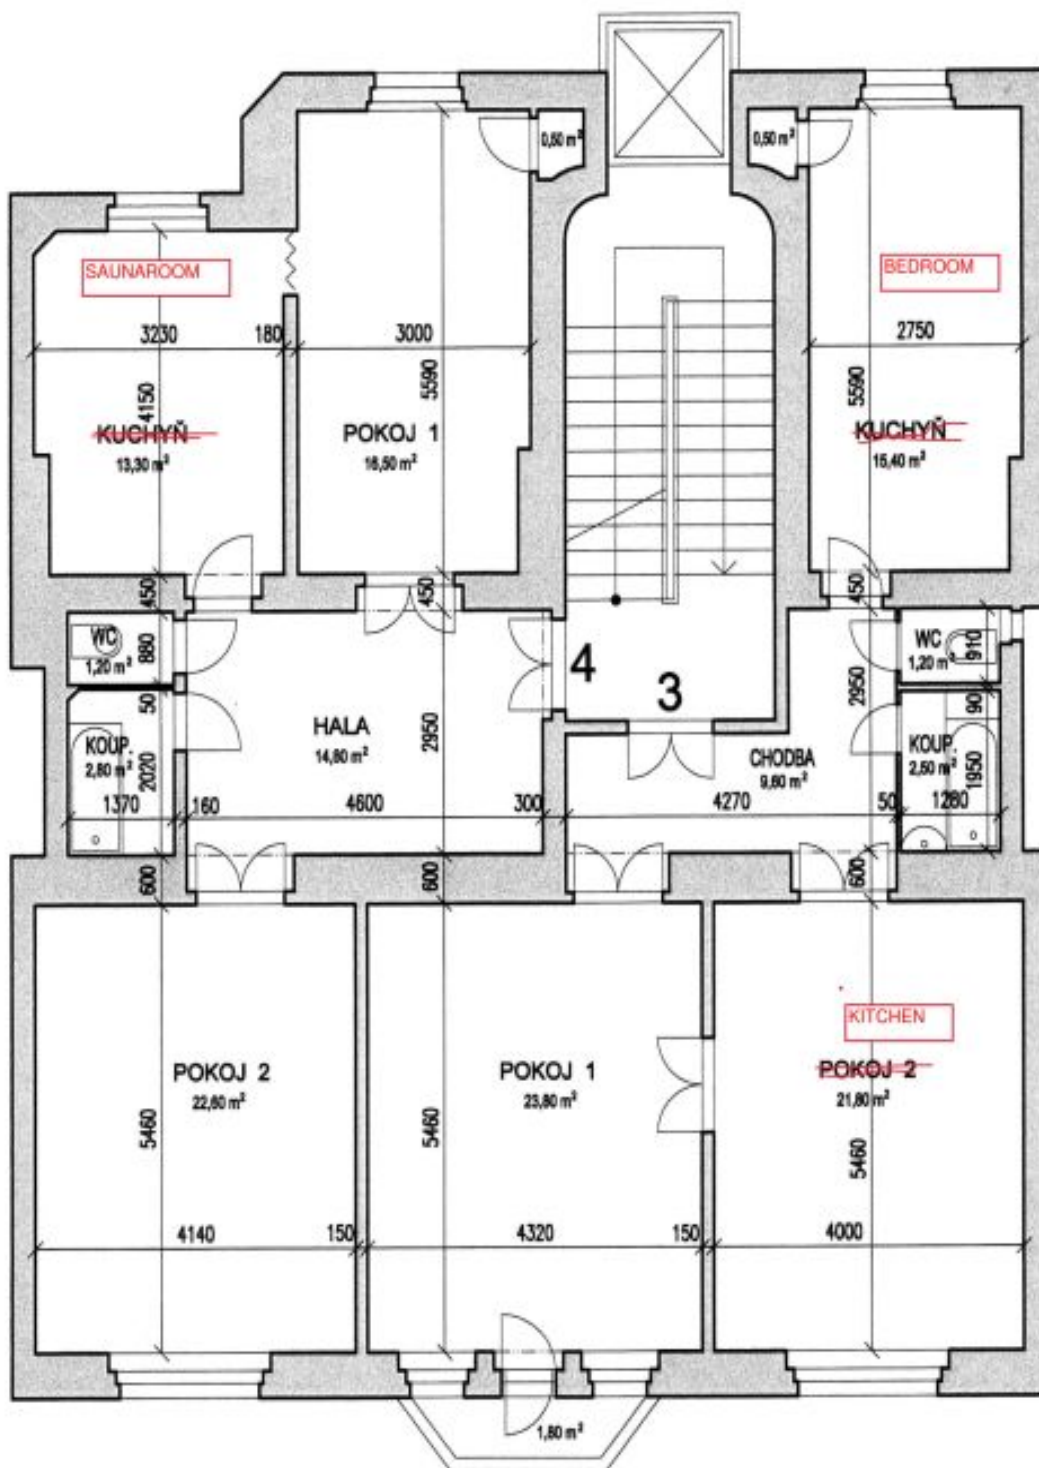 0,50 m²
0,50 m²
SAUNAROOM
BEDROOM
3230
180
3000
2750
4150
5590
5590
KUCHYŇ
13,30 m²
POKOJ 1
16,50 m²
KUCHYŇ
15,40 m²
450
450
450
WC
1,20 m²
880
4
3
WC
1,20 m²
910
50
HALA
14,80 m²
2950
2950
90
KOUP.
2,80 m²
2020
CHODBA
9,60 m²
KOUP.
2,50 m²
1950
1370
160
4600
300
4270
50
1280
600
600
600
KITCHEN
POKOJ 2
22,60 m²
POKOJ 1
23,80 m²
POKOJ 2
21,80 m²
5460
5460
5460
4140
150
4320
150
4000
1,80 m²